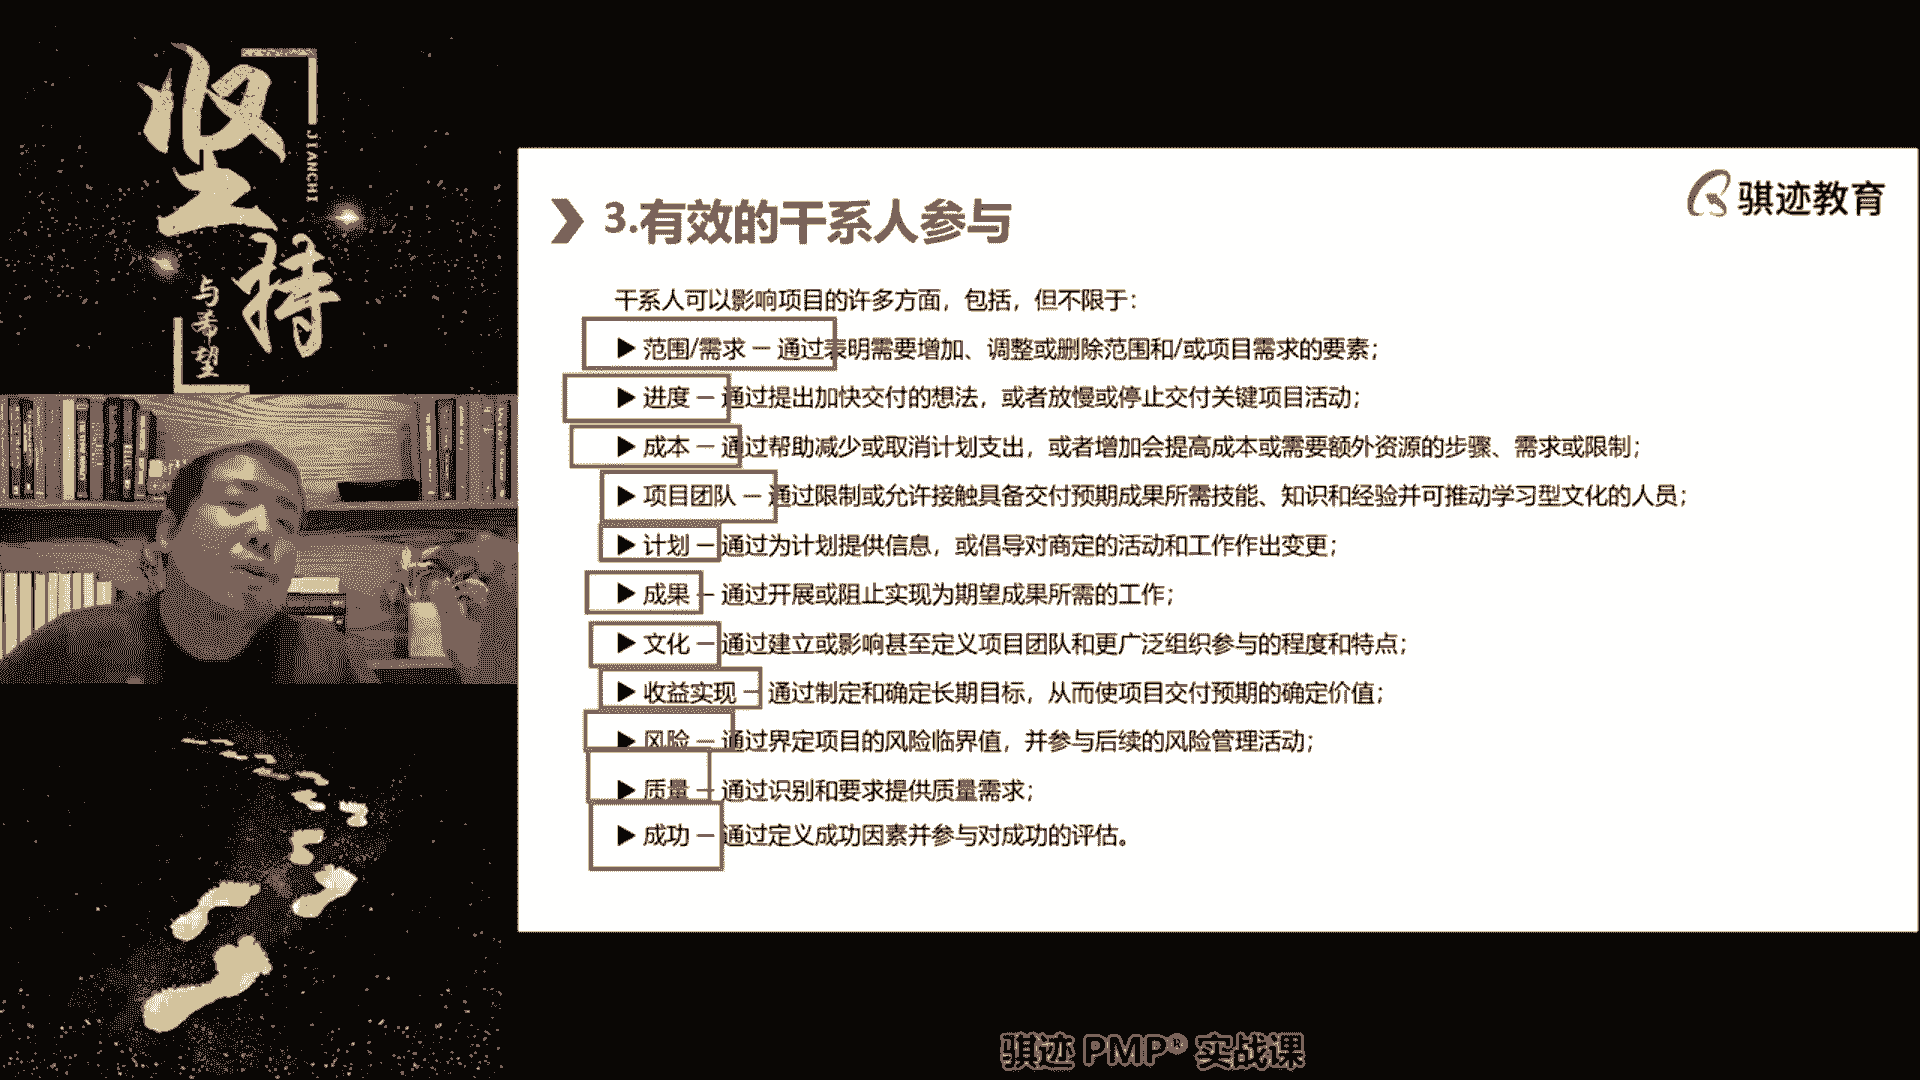 坚持
JIANCHI
与希望
骐迹教育
3.有效的干系人参与
干系人可以影响项目的许多方面，包括，但不限于：
▶ 范围/需求 — 通过表明需要增加、调整或删除范围和/或项目需求的要素；
▶ 进度 — 通过提出加快交付的想法，或者放慢或停止交付关键项目活动；
▶ 成本 — 通过帮助减少或取消计划支出，或者增加会提高成本或需要额外资源的步骤、需求或限制；
▶ 项目团队 — 通过限制或允许接触具备交付预期成果所需技能、知识和经验并可推动学习型文化的人员；
▶ 计划 — 通过为计划提供信息，或倡导对商定的活动和工作作出变更；
▶ 成果 — 通过开展或阻止实现为期望成果所需的工作；
▶ 文化 — 通过建立或影响甚至定义项目团队和更广泛组织参与的程度和特点；
▶ 收益实现 — 通过制定和确定长期目标，从而使项目交付预期的确定价值；
▶ 风险 — 通过界定项目的风险临界值，并参与后续的风险管理活动；
▶ 质量 — 通过识别和要求提供质量需求；
▶ 成功 — 通过定义成功因素并参与对成功的评估。
骐迹 PMP® 实战课